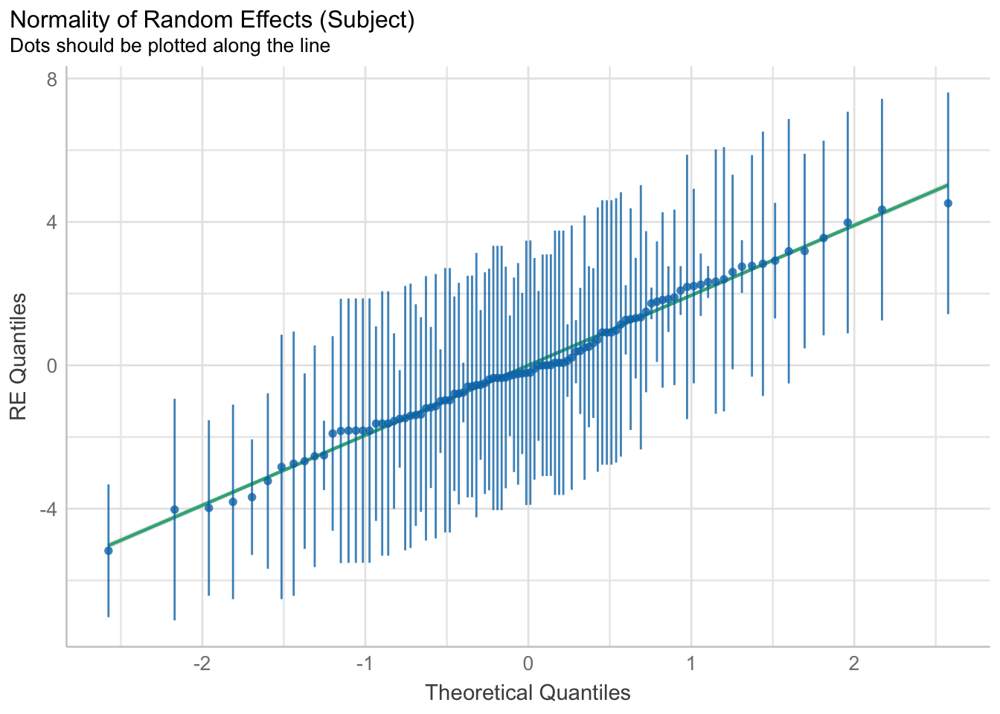 Normality of Random Effects (Subject)
Dots should be plotted along the line
8
4
0
-4
RE Quantiles
-2
-1
0
1
2
Theoretical Quantiles